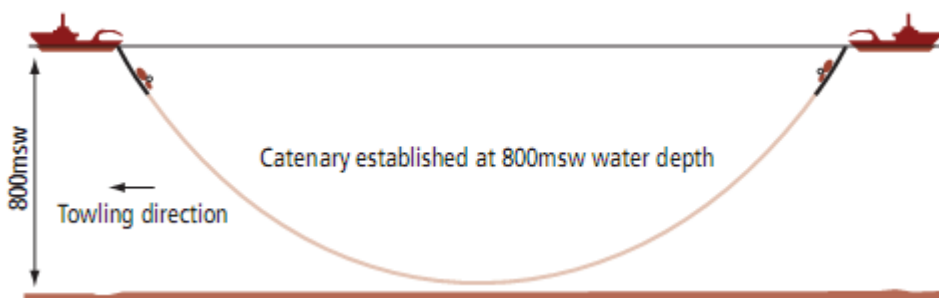 800msw
Catenary established at 800msw water depth
Towling direction